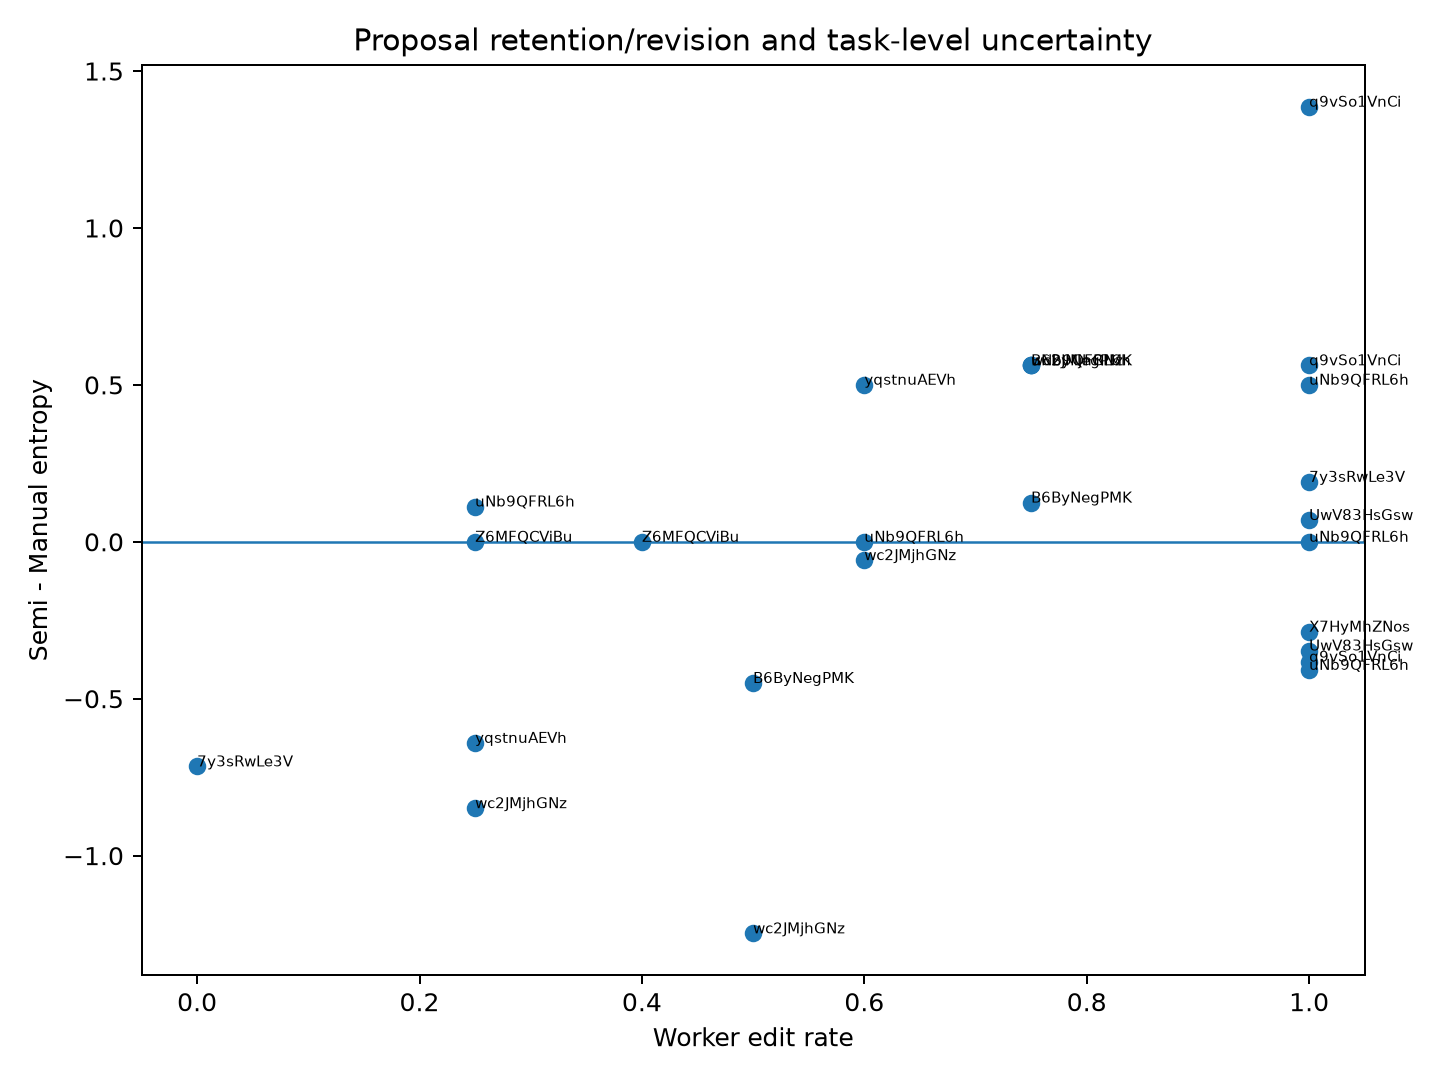 Proposal retention/revision and task-level uncertainty
1.5
q9vSo1VnCi
1.0
q9vSo1VnCi
0.5
yqstnuAEVh
uNb9QFRL6h
7y3sRwLe3V
uNb9QFRL6h
B6ByNegPMK
UwV83HsGsw
0.0
Z6MFQCViBu
Z6MFQCViBu
uNb9QFRL6h
uNb9QFRL6h
wc2JMjhGNz
X7HyMhZNos
UwV83HsGsw
q9vSo1VnCi
uNb9QFRL6h
−0.5
B6ByNegPMK
yqstnuAEVh
7y3sRwLe3V
wc2JMjhGNz
−1.0
wc2JMjhGNz
0.0 0.2 0.4 0.6 0.8 1.0
Worker edit rate
Semi - Manual entropy